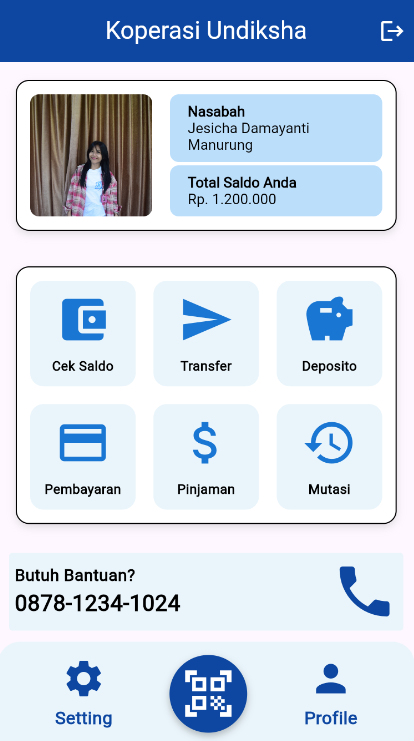 Koperasi Undiksha
Nasabah
Jesicha Damayanti
Manurung
Total Saldo Anda
Rp. 1.200.000
Cek Saldo
Transfer
Deposito
Pembayaran
Pinjaman
Mutasi
Butuh Bantuan?
0878-1234-1024
Setting
Profile